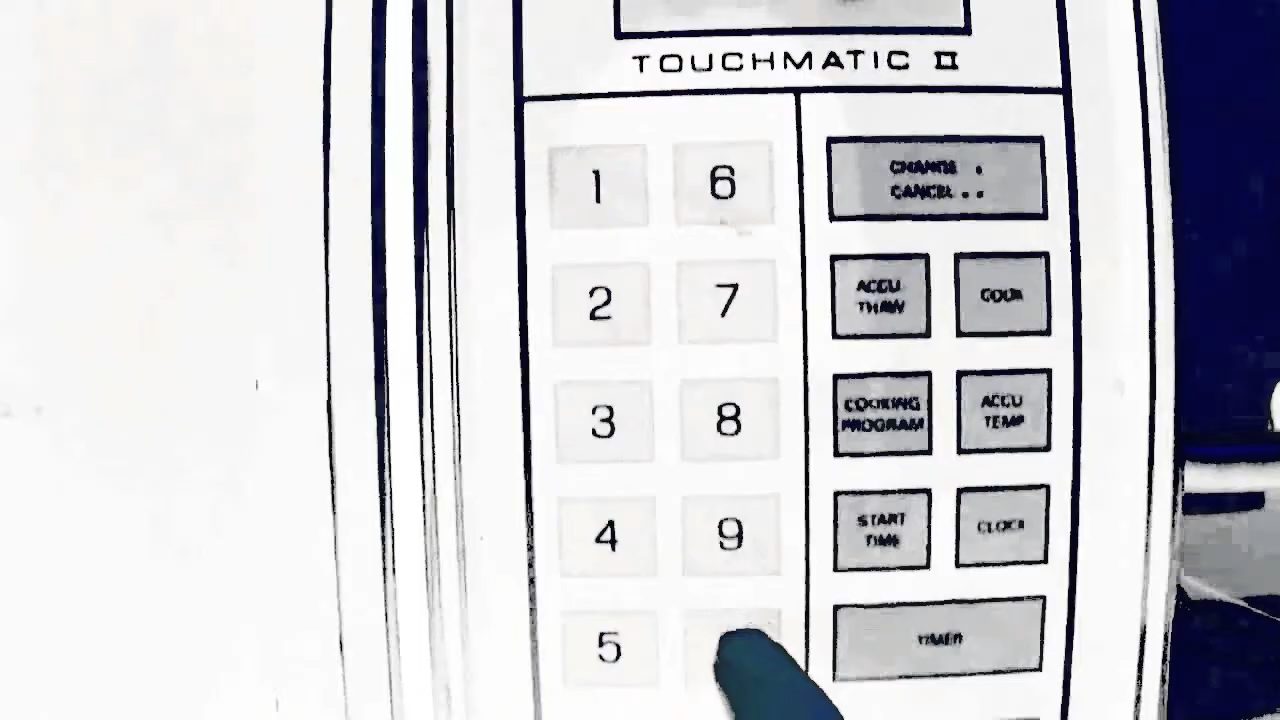 TOUCHMATIC II
1 6
CHANGE .
CANCEL ..
2 7
ACCU
THAW
COOK
3 8
COOKING
PROGRAM
ACCU
TEMP
4 9
START
TIME
CLOCK
5
TIMER